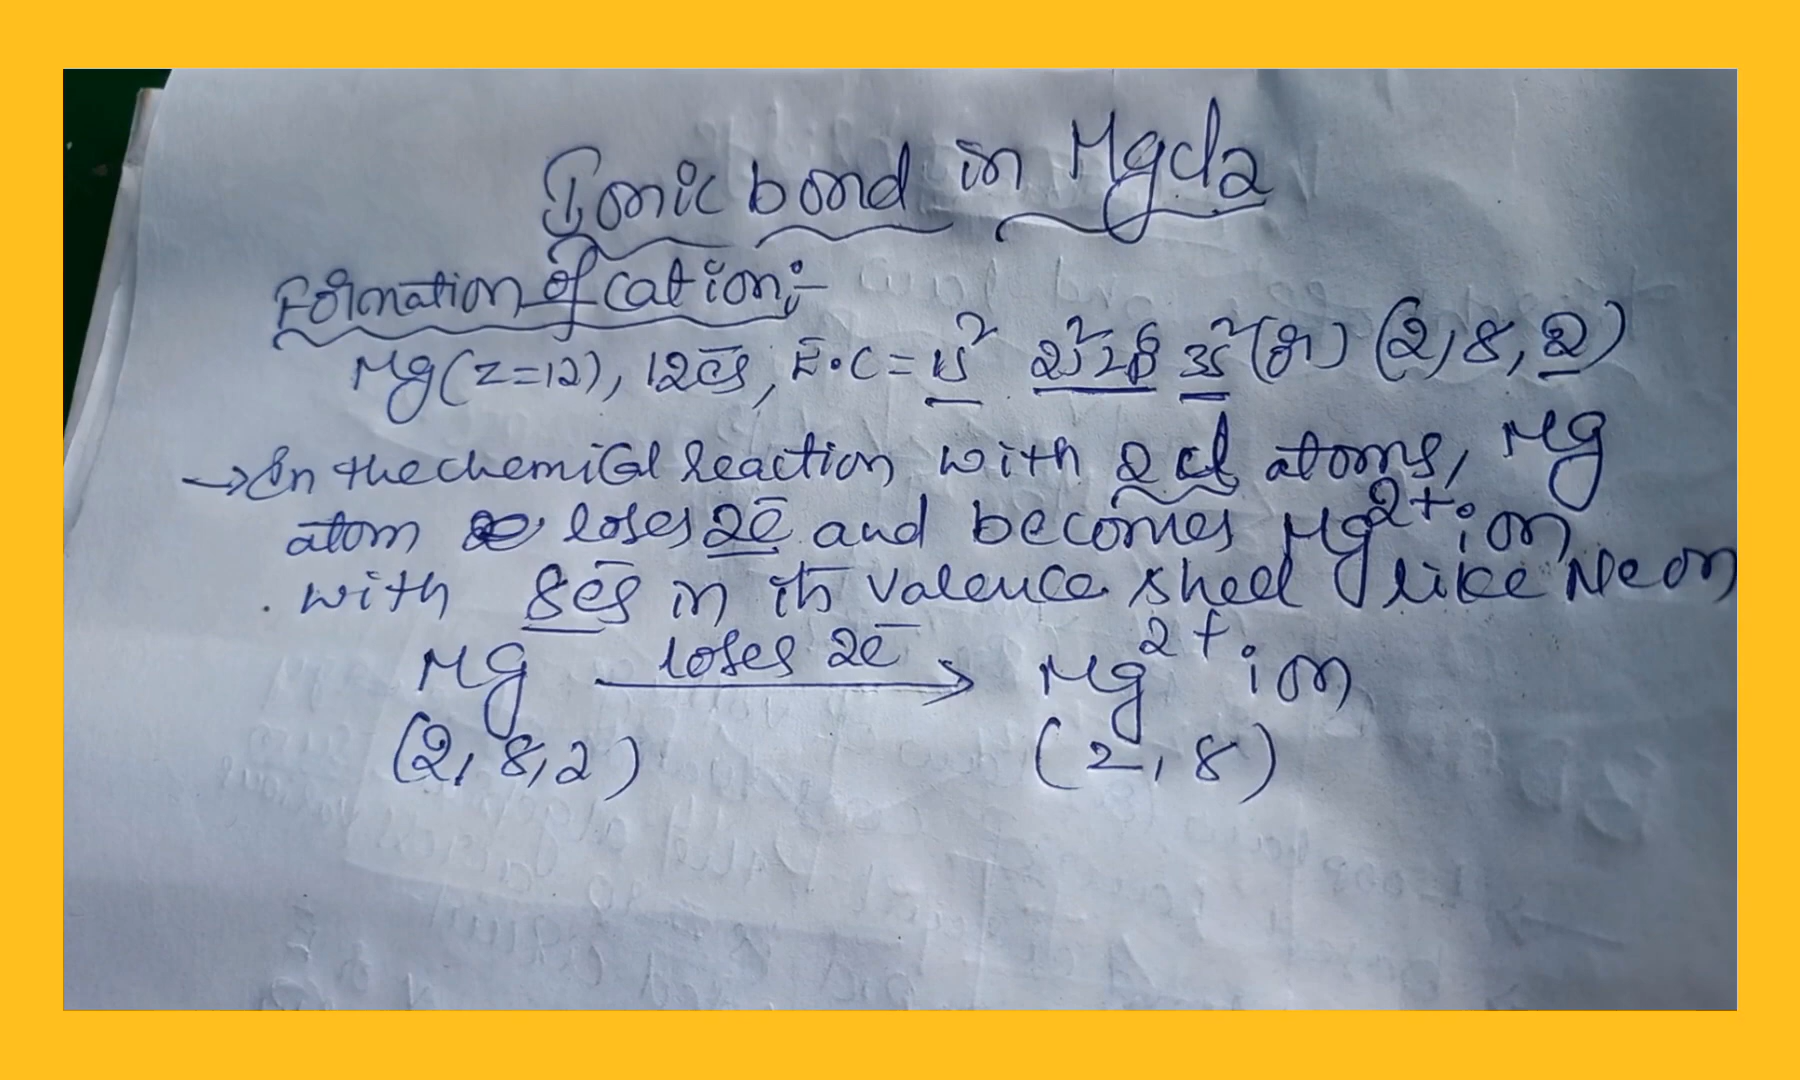 Ionic bond in Mgcl2
Formation of cation:-
Mg(z=12), 12e̅s, E.C = 1s² 2s²2p⁶ 3s² (or) (2,8,2)
→ In the chemical reaction with 2 cl atoms, Mg
atom loses 2e̅ and becomes Mg²⁺ ion
with 8e̅s in its valence shell like Neon
Mg loses 2e̅ → Mg²⁺ ion
(2,8,2) (2,8)